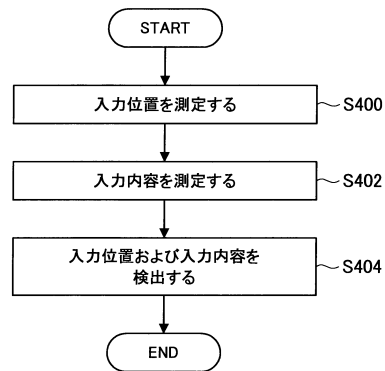 START
入力位置を測定する
S400
入力内容を測定する
S402
入力位置および入力内容を
検出する
S404
END